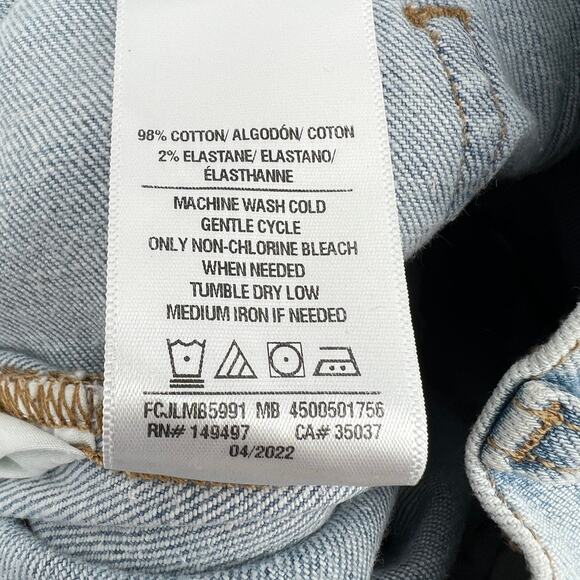 98% COTTON/ ALGODÓN/ COTON
2% ELASTANE/ ELASTANO/
ÉLASTHANNE
MACHINE WASH COLD
GENTLE CYCLE
ONLY NON-CHLORINE BLEACH
WHEN NEEDED
TUMBLE DRY LOW
MEDIUM IRON IF NEEDED
FCJLM85991 MB 4500501756
RN# 149497 CA# 35037
04/2022